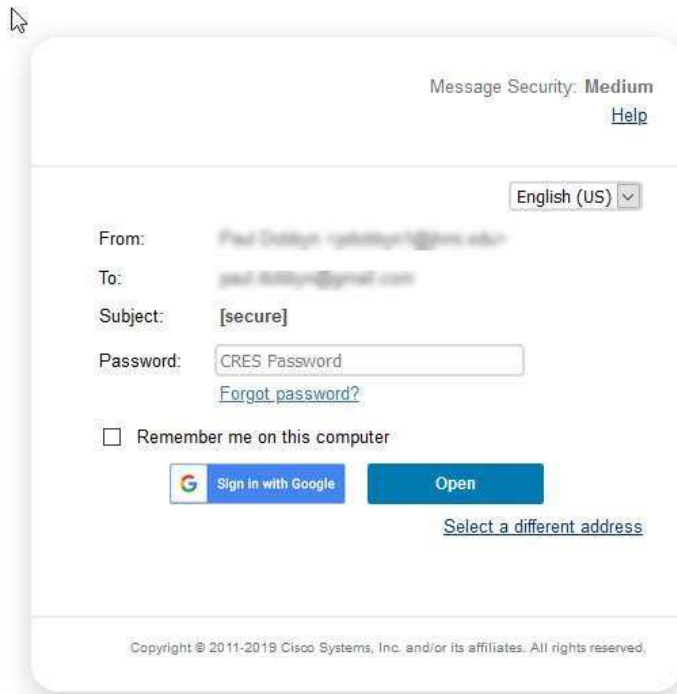 Message Security: Medium
Help
English (US)
From:
To:
Subject: [secure]
Password: CRES Password
Forgot password?
Remember me on this computer
G Sign in with Google Open
Select a different address
Copyright © 2011-2019 Cisco Systems, Inc. and/or its affiliates. All rights reserved.